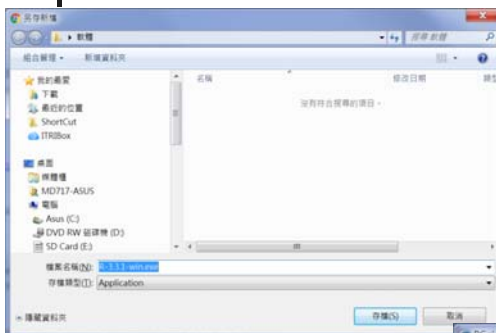 另存新檔
軟體
搜尋 軟體
組合管理 新增資料夾
我的最愛
下載
最近的位置
ShortCut
ITRIBox
桌面
媒體櫃
MD717-ASUS
電腦
Asus (C:)
DVD RW 磁碟機 (D:)
SD Card (E:)
名稱 修改日期 類型
沒有符合搜尋的項目。
檔案名稱(N): R-3.3.1-win.exe
存檔類型(T): Application
隱藏資料夾
存檔(S) 取消